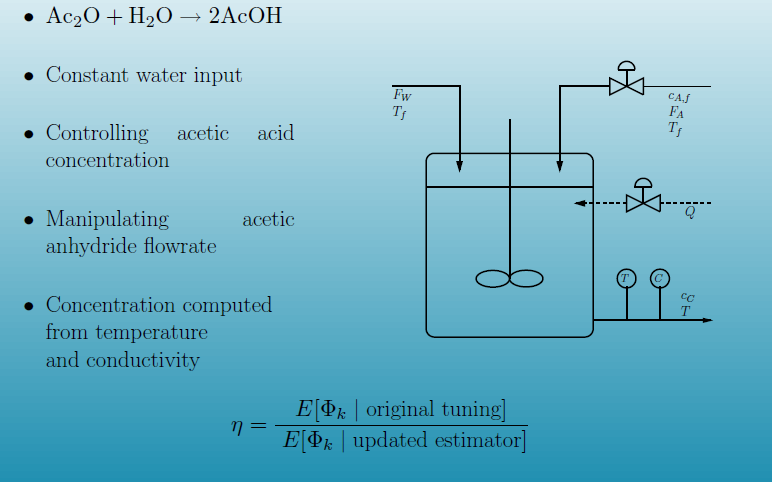 • Ac₂O + H₂O → 2AcOH
• Constant water input
• Controlling acetic acid
concentration
• Manipulating acetic
anhydride flowrate
• Concentration computed
from temperature
and conductivity
F_W
T_f
c_{A,f}
F_A
T_f
Q
T
C
c_C
T
η = E[Φ_k | original tuning] / E[Φ_k | updated estimator]